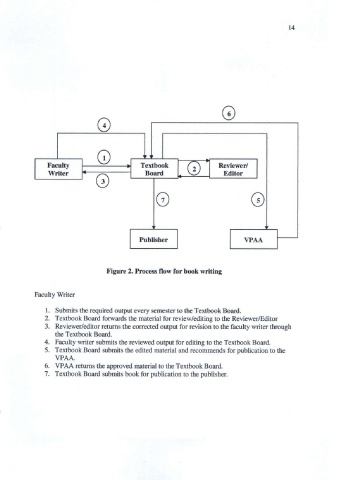 14
6
4
1
Faculty
Writer
Textbook
Board
2
Reviewer/
Editor
3
7
5
Publisher
VPAA
Figure 2. Process flow for book writing
Faculty Writer
1. Submits the required output every semester to the Textbook Board.
2. Textbook Board forwards the material for review/editing to the Reviewer/Editor
3. Reviewer/editor returns the corrected output for revision to the faculty writer through
the Textbook Board.
4. Faculty writer submits the reviewed output for editing to the Textbook Board.
5. Textbook Board submits the edited material and recommends for publication to the
VPAA.
6. VPAA returns the approved material to the Textbook Board.
7. Textbook Board submits book for publication to the publisher.